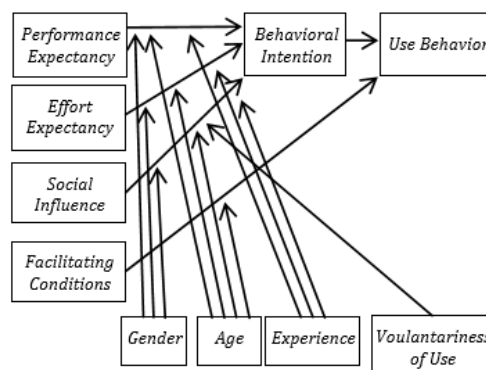 Performance
Expectancy
Behavioral
Intention
Use Behavior
Effort
Expectancy
Social
Influence
Facilitating
Conditions
Gender
Age
Experience
Voulantariness
of Use